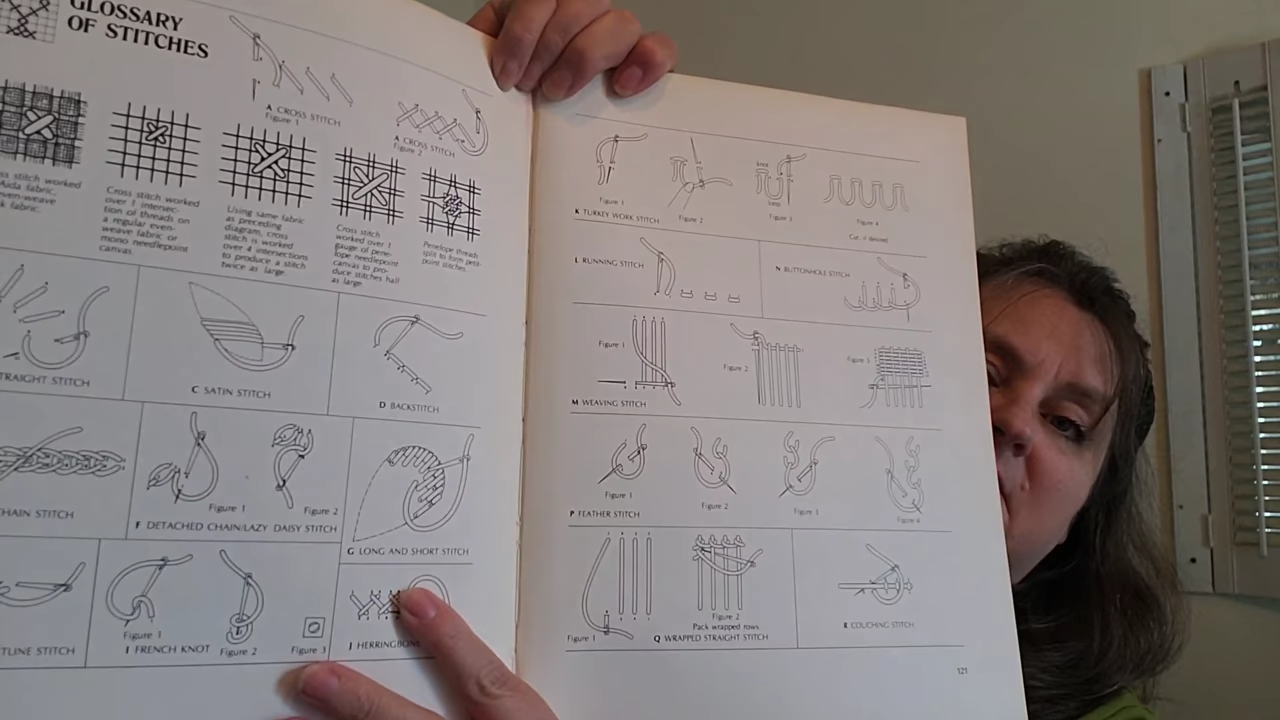 GLOSSARY
OF STITCHES
A CROSS STITCH
Figure 1
A CROSS STITCH
Figure 2
stitch worked
Aida fabric,
even-weave
fabric.
Cross stitch worked
over 1 intersec-
tion of threads on
a regular even-
weave fabric or
mono needlepoint
canvas.
Using same fabric
as preceding
diagram, cross
stitch is worked
over 4 intersections
to produce a stitch
twice as large.
Cross stitch
worked over 1
gauge of pene-
lope needlepoint
canvas to pro-
duce stitches half
as large.
Penelope threads
split to form petit-
point stitches.
TRAIGHT STITCH
C SATIN STITCH
D BACKSTITCH
HAIN STITCH
Figure 1
Figure 2
F DETACHED CHAIN/LAZY DAISY STITCH
G LONG AND SHORT STITCH
TLINE STITCH
Figure 1
I FRENCH KNOT
Figure 2
Figure 3
J HERRINGBONE
Figure 1
Figure 2
knot
loop
Figure 3
Figure 4
Cut, if desired
K TURKEY WORK STITCH
L RUNNING STITCH
N BUTTONHOLE STITCH
Figure 1
Figure 2
Figure 3
M WEAVING STITCH
Figure 1
Figure 2
Figure 3
Figure 4
P FEATHER STITCH
Figure 1
Figure 2
Pack wrapped rows
Q WRAPPED STRAIGHT STITCH
R COUCHING STITCH
121